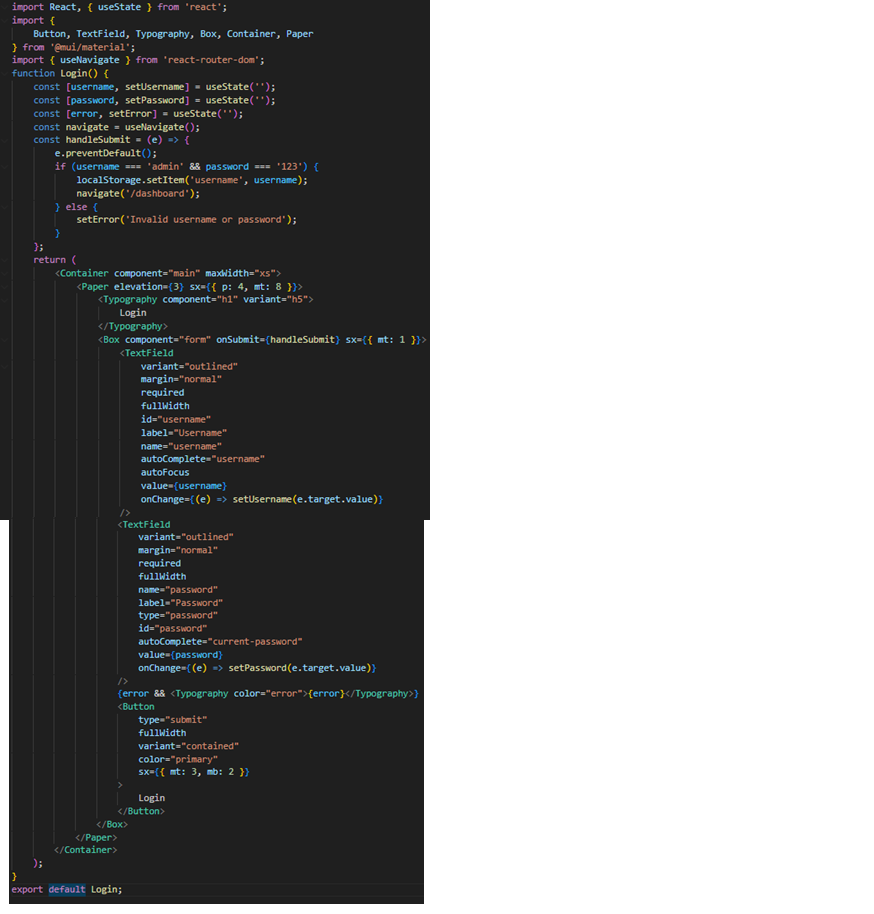 import React, { useState } from 'react';
import {
    Button, TextField, Typography, Box, Container, Paper
} from '@mui/material';
import { useNavigate } from 'react-router-dom';
function Login() {
    const [username, setUsername] = useState('');
    const [password, setPassword] = useState('');
    const [error, setError] = useState('');
    const navigate = useNavigate();
    const handleSubmit = (e) => {
        e.preventDefault();
        if (username === 'admin' && password === '123') {
            localStorage.setItem('username', username);
            navigate('/dashboard');
        } else {
            setError('Invalid username or password');
        }
    };
    return (
        <Container component="main" maxWidth="xs">
            <Paper elevation={3} sx={{ p: 4, mt: 8 }}>
                <Typography component="h1" variant="h5">
                    Login
                </Typography>
                <Box component="form" onSubmit={handleSubmit} sx={{ mt: 1 }}>
                    <TextField
                        variant="outlined"
                        margin="normal"
                        required
                        fullWidth
                        id="username"
                        label="Username"
                        name="username"
                        autoComplete="username"
                        autoFocus
                        value={username}
                        onChange={(e) => setUsername(e.target.value)}
                    />
                    <TextField
                        variant="outlined"
                        margin="normal"
                        required
                        fullWidth
                        name="password"
                        label="Password"
                        type="password"
                        id="password"
                        autoComplete="current-password"
                        value={password}
                        onChange={(e) => setPassword(e.target.value)}
                    />
                    {error && <Typography color="error">{error}</Typography>}
                    <Button
                        type="submit"
                        fullWidth
                        variant="contained"
                        color="primary"
                        sx={{ mt: 3, mb: 2 }}
                    >
                        Login
                    </Button>
                </Box>
            </Paper>
        </Container>
    );
}
export default Login;